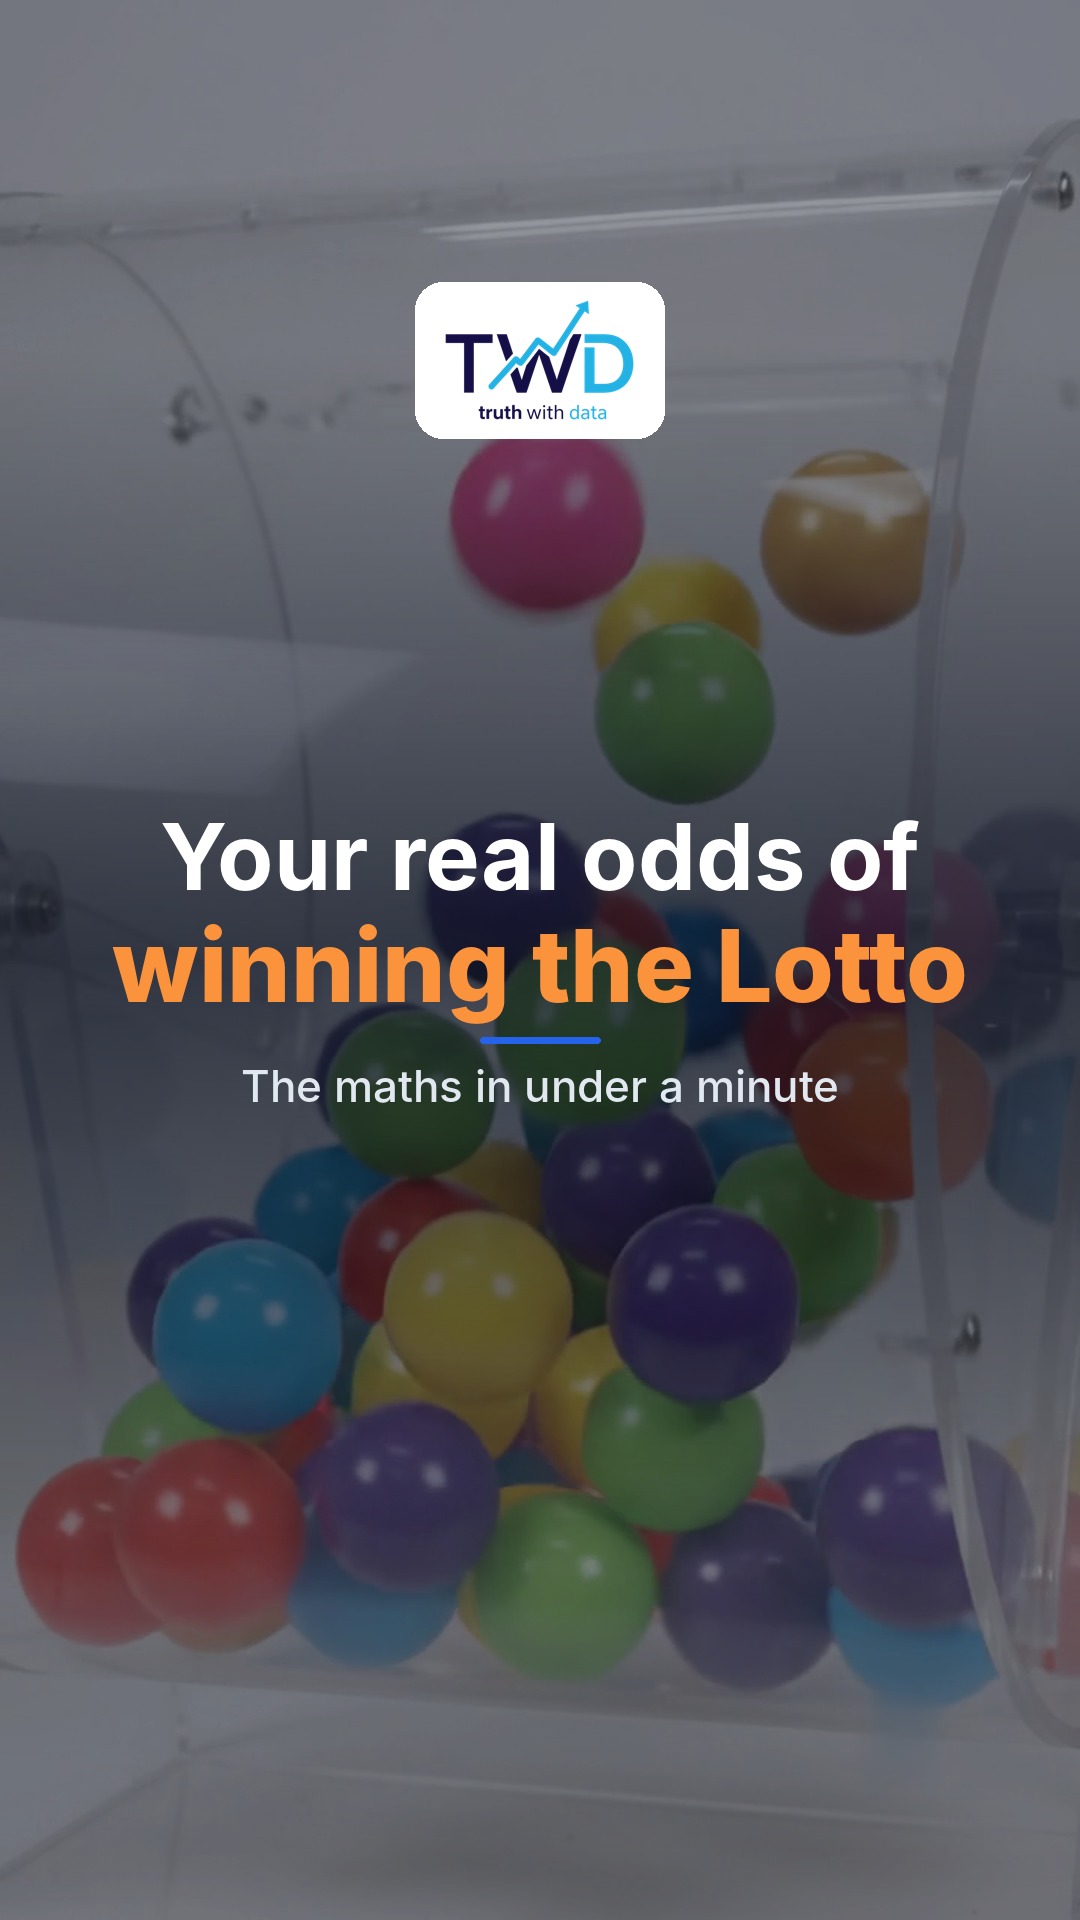 TWD
truth with data
Your real odds of
winning the Lotto
The maths in under a minute